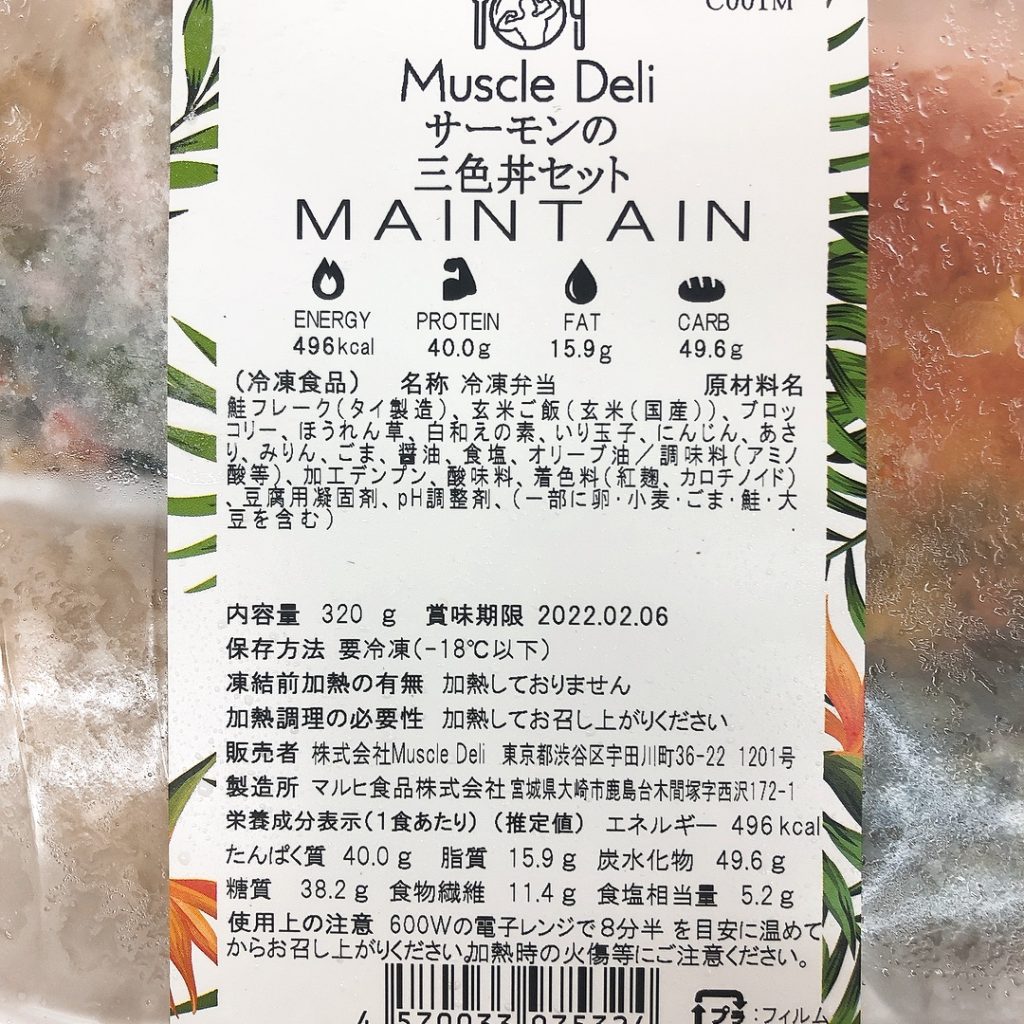 C001M
Muscle Deli
サーモンの
三色丼セット
MAINTAIN
ENERGY PROTEIN FAT CARB
496kcal 40.0g 15.9g 49.6g
(冷凍食品) 名称 冷凍弁当 原材料名
鮭フレーク(タイ製造)、玄米ご飯(玄米(国産))、ブロッ
コリー、ほうれん草、白和えの素、いり玉子、にんじん、あさ
り、みりん、ごま、醤油、食塩、オリーブ油/調味料(アミノ
酸等)、加工デンプン、酸味料、着色料(紅麹、カロチノイド)
、豆腐用凝固剤、pH調整剤、(一部に卵・小麦・ごま・鮭・大
豆を含む)
内容量 320 g 賞味期限 2022.02.06
保存方法 要冷凍(-18℃以下)
凍結前加熱の有無 加熱しておりません
加熱調理の必要性 加熱してお召し上がりください
販売者 株式会社Muscle Deli 東京都渋谷区宇田川町36-22 1201号
製造所 マルヒ食品株式会社 宮城県大崎市鹿島台木間塚字西沢172-1
栄養成分表示(1食あたり) (推定値) エネルギー 496kcal
たんぱく質 40.0g 脂質 15.9g 炭水化物 49.6g
糖質 38.2g 食物繊維 11.4g 食塩相当量 5.2g
使用上の注意 600Wの電子レンジで8分半 を目安に温めて
からお召し上がりください。加熱時の火傷等にご注意ください。
プラ:フィルム